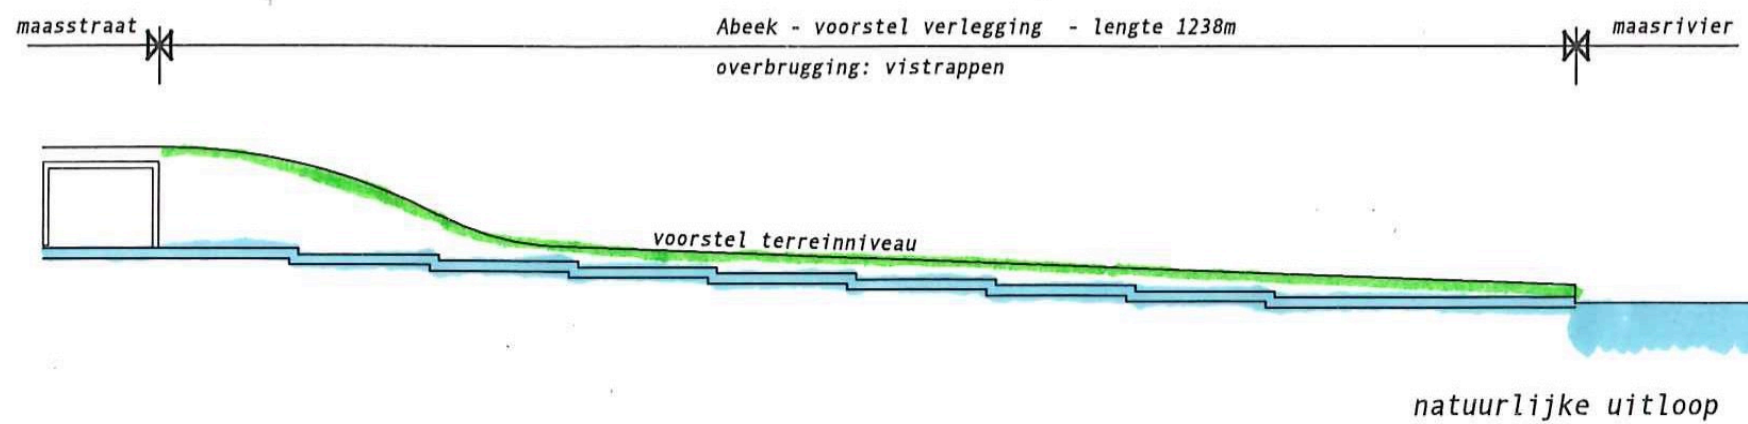 maasstraat
Abeek - voorstel verlegging - lengte 1238m
maasrivier
overbrugging: vistrappen
voorstel terreinniveau
natuurlijke uitloop